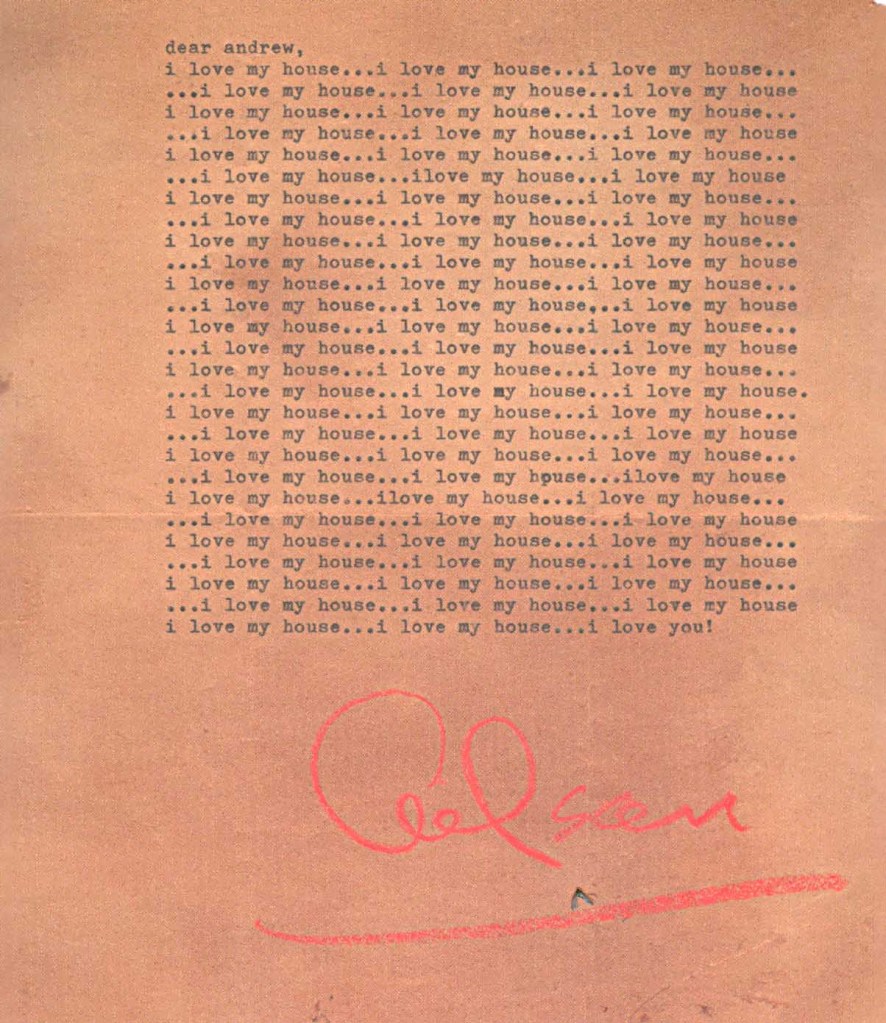 dear andrew,
i love my house...i love my house...i love my house...
...i love my house...i love my house...i love my house
i love my house...i love my house...i love my house...
...i love my house...i love my house...i love my house
i love my house...i love my house...i love my house...
...i love my house...ilove my house...i love my house
i love my house...i love my house...i love my house...
...i love my house...i love my house...i love my house
i love my house...i love my house...i love my house...
...i love my house...i love my house...i love my house
i love my house...i love my house...i love my house...
...i love my house...i love my house...i love my house
i love my house...i love my house...i love my house...
...i love my house...i love my house...i love my house
i love my house...i love my house...i love my house...
...i love my house...i love my house...i love my house.
i love my house...i love my house...i love my house...
...i love my house...i love my house...i love my house
i love my house...i love my house...i love my house...
...i love my house...i love my house...ilove my house
i love my house...ilove my house...i love my house...
...i love my house...i love my house...i love my house
i love my house...i love my house...i love my house...
...i love my house...i love my house...i love my house
i love my house...i love my house...i love my house...
...i love my house...i love my house...i love my house
i love my house...i love my house...i love you!